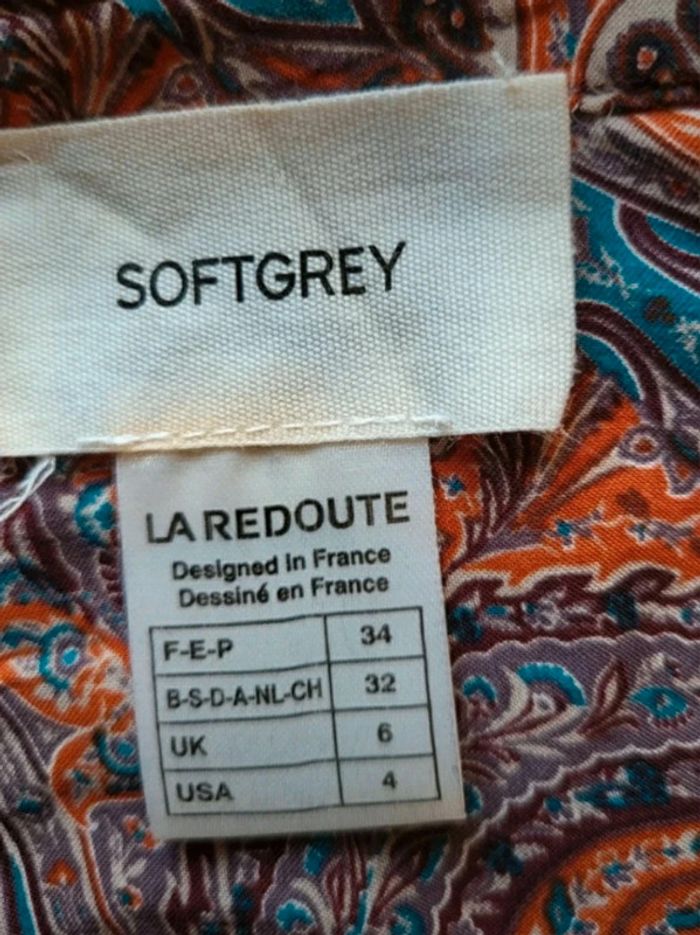 SOFTGREY
LA REDOUTE
Designed in France
Dessiné en France
F-E-P 34
B-S-D-A-NL-CH 32
UK 6
USA 4